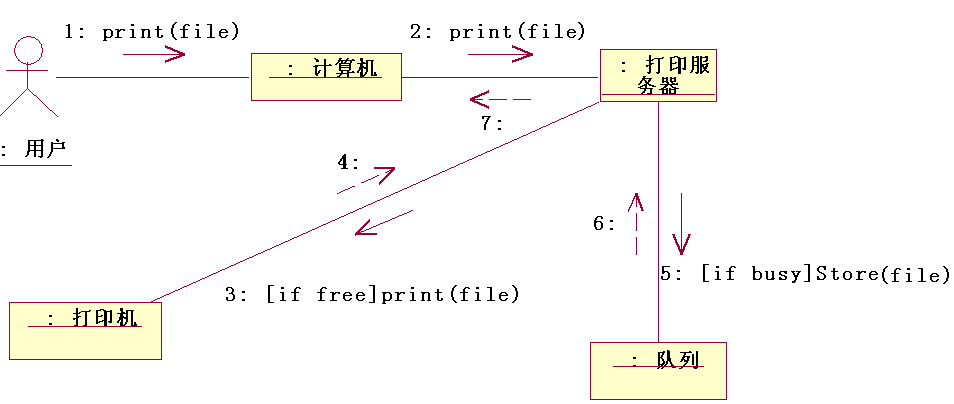 1: print(file)
2: print(file)
: 计算机
: 打印服
务器
7:
: 用户
4:
6:
5: [if busy]Store(file)
3: [if free]print(file)
: 打印机
: 队列